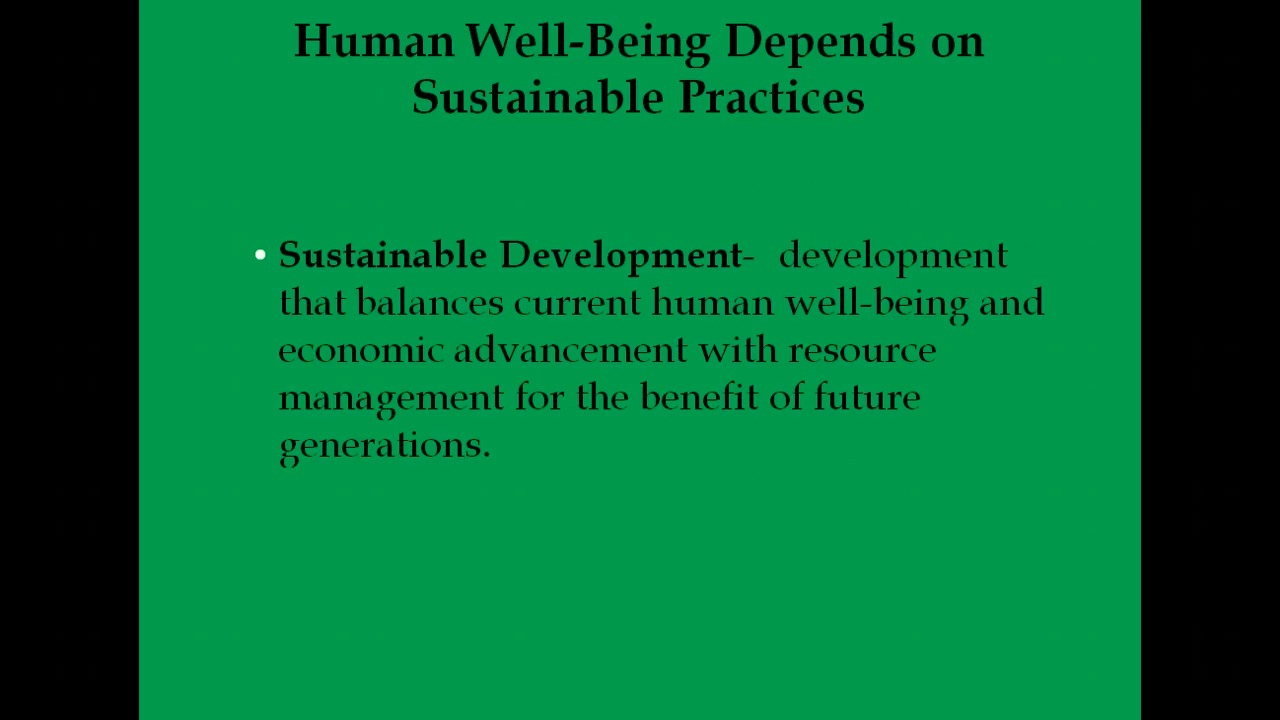 Human Well-Being Depends on
Sustainable Practices
• Sustainable Development-  development
that balances current human well-being and
economic advancement with resource
management for the benefit of future
generations.